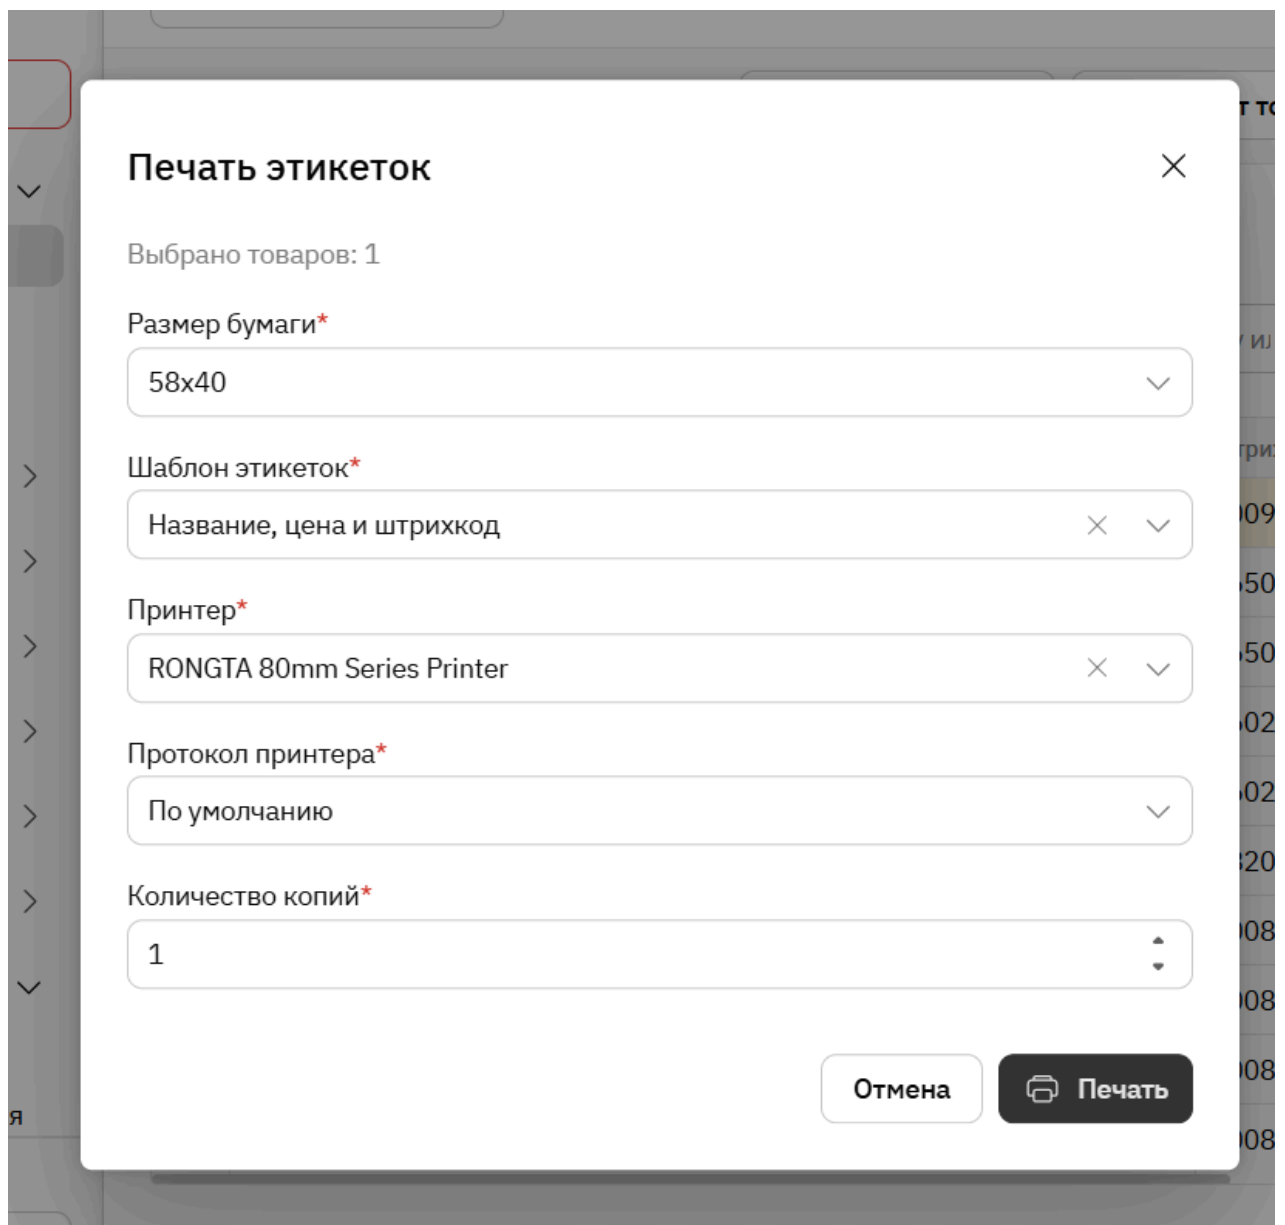 Печать этикеток
Выбрано товаров: 1
Размер бумаги*
58x40
Шаблон этикеток*
Название, цена и штрихкод
Принтер*
RONGTA 80mm Series Printer
Протокол принтера*
По умолчанию
Количество копий*
1
Отмена
Печать